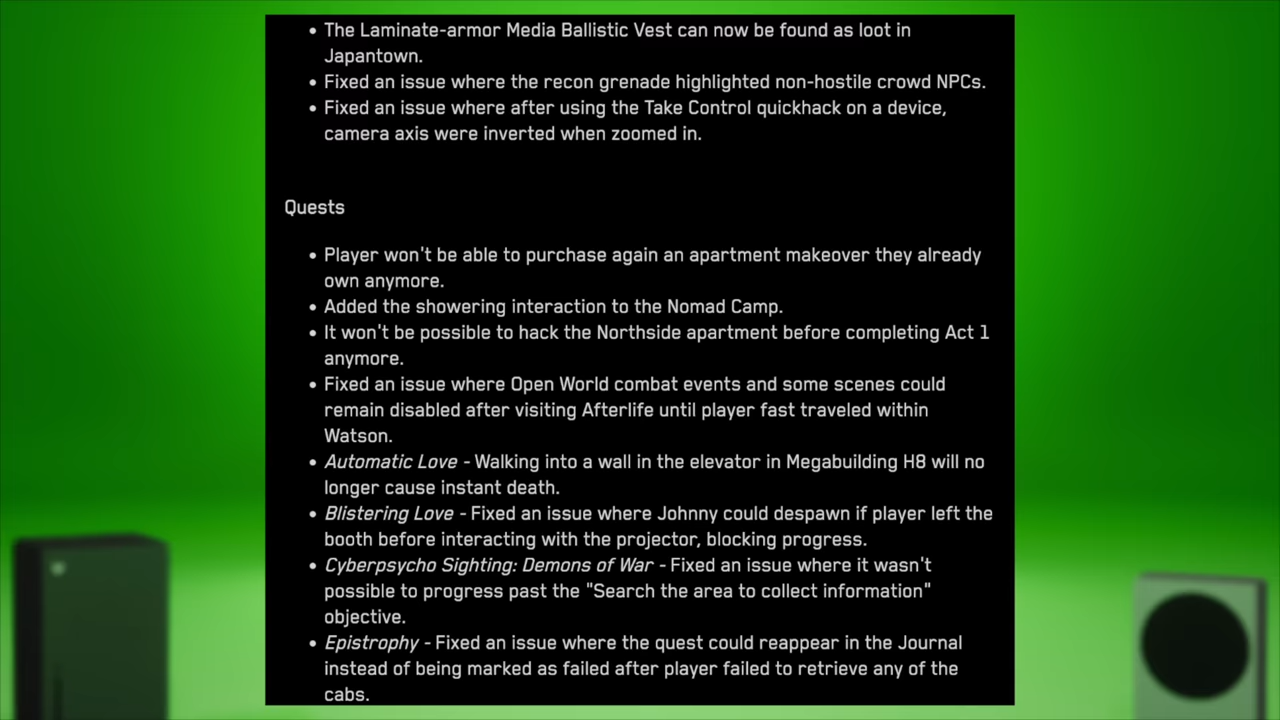 • The Laminate-armor Media Ballistic Vest can now be found as loot in
Japantown.
• Fixed an issue where the recon grenade highlighted non-hostile crowd NPCs.
• Fixed an issue where after using the Take Control quickhack on a device,
camera axis were inverted when zoomed in.
Quests
• Player won't be able to purchase again an apartment makeover they already
own anymore.
• Added the showering interaction to the Nomad Camp.
• It won't be possible to hack the Northside apartment before completing Act 1
anymore.
• Fixed an issue where Open World combat events and some scenes could
remain disabled after visiting Afterlife until player fast traveled within
Watson.
• Automatic Love - Walking into a wall in the elevator in Megabuilding H8 will no
longer cause instant death.
• Blistering Love - Fixed an issue where Johnny could despawn if player left the
booth before interacting with the projector, blocking progress.
• Cyberpsycho Sighting: Demons of War - Fixed an issue where it wasn't
possible to progress past the "Search the area to collect information"
objective.
• Epistrophy - Fixed an issue where the quest could reappear in the Journal
instead of being marked as failed after player failed to retrieve any of the
cabs.